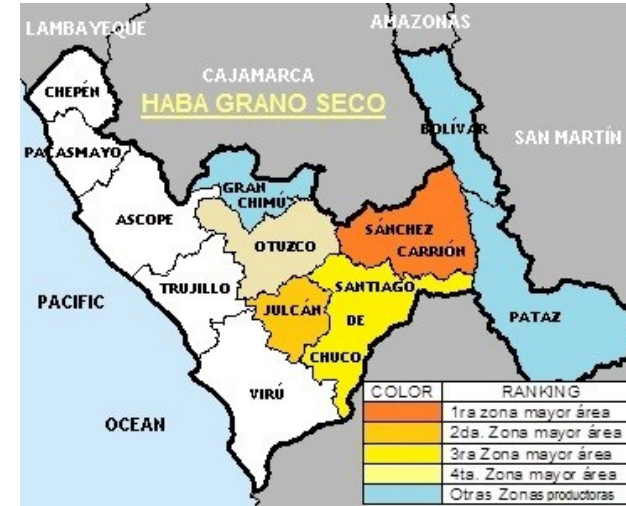 LAMBAYEQUE
AMAZONAS
CAJAMARCA
HABA GRANO SECO
CHEPÉN
BOLÍVAR
SAN MARTÍN
PACASMAYO
GRAN
CHIMÚ
ASCOPE
SÁNCHEZ
CARRIÓN
OTUZCO
TRUJILLO
SANTIAGO
PACIFIC
JULCÁN
DE
PATAZ
CHUCO
VIRÚ
OCEAN
COLOR RANKING
1ra zona mayor área
2da. Zona mayor área
3ra Zona mayor área
4ta. Zona mayor área
Otras Zonas productoras